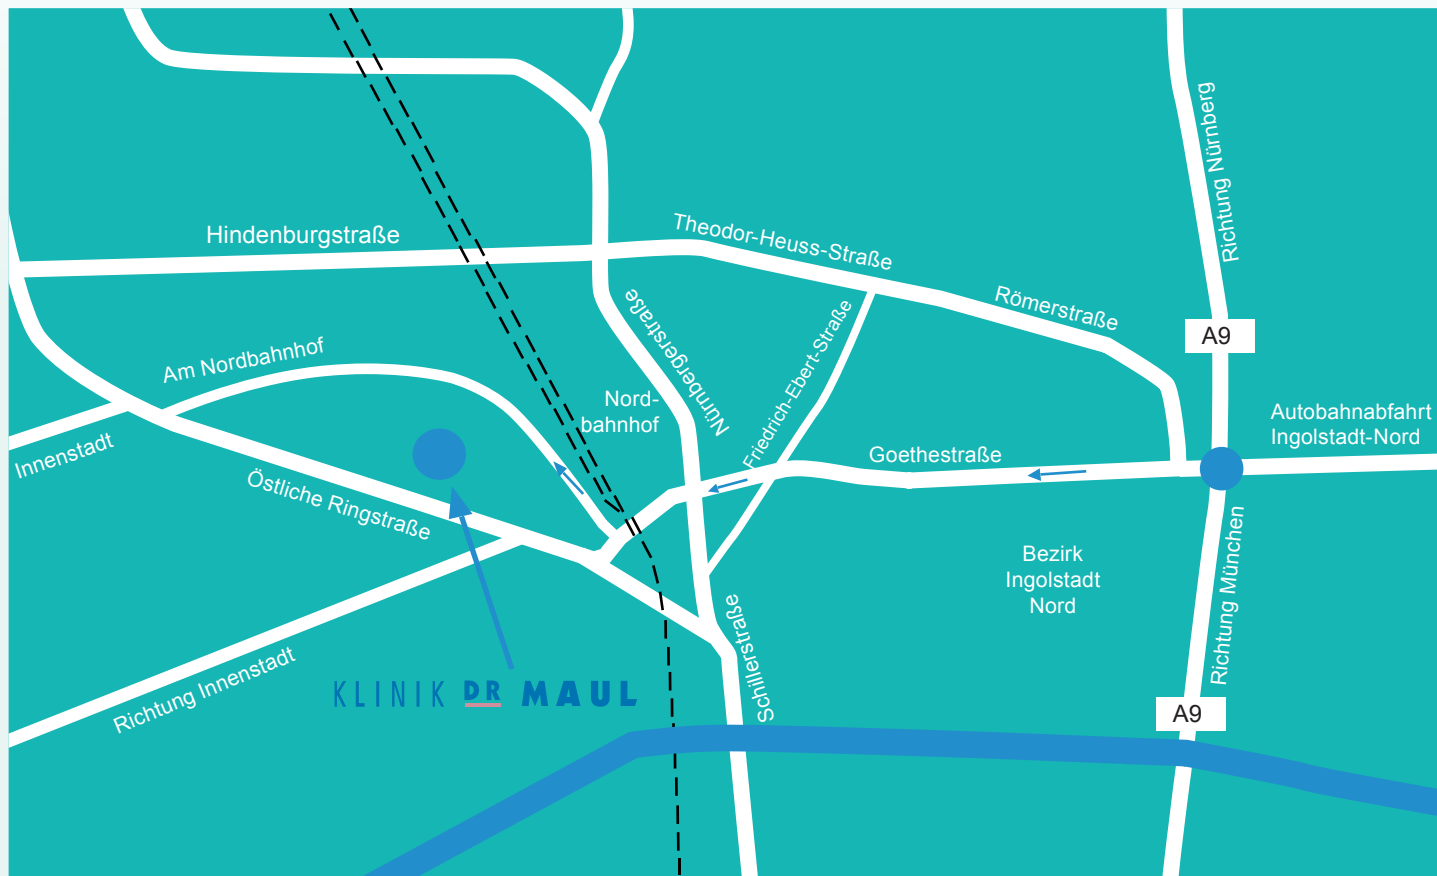 Richtung Nürnberg
Hindenburgstraße
Theodor-Heuss-Straße
Römerstraße
A9
Nürnbergerstraße
Friedrich-Ebert-Straße
Am Nordbahnhof
Nord-
bahnhof
Autobahnabfahrt
Ingolstadt-Nord
Innenstadt
Goethestraße
Östliche Ringstraße
Bezirk
Ingolstadt
Nord
Richtung München
Schillerstraße
Richtung Innenstadt
KLINIK DR MAUL
A9